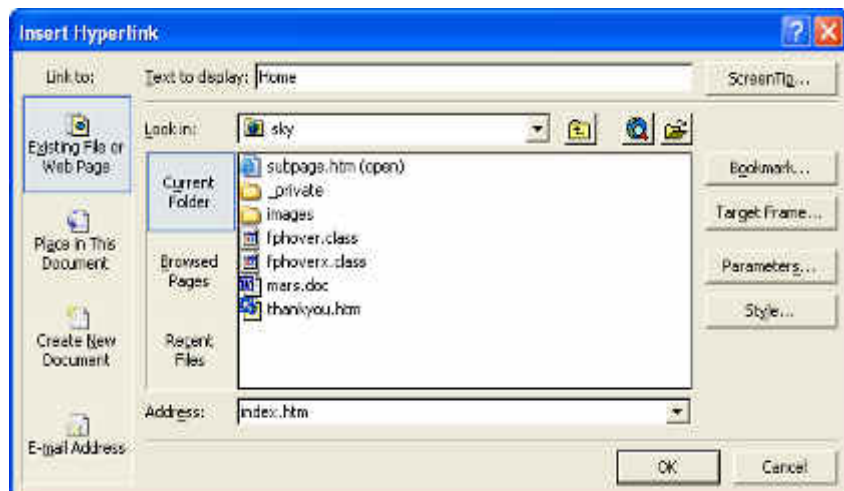 Insert Hyperlink
Link to:
Text to display: Home
ScreenTip...
Existing File or
Web Page
Look in: sky
Current
Folder
subpage.htm (open)
_private
images
fphover.class
fphoverx.class
mars.doc
thankyou.htm
Bookmark...
Target Frame...
Parameters...
Style...
Place in This
Document
Browsed
Pages
Create New
Document
Recent
Files
Address: index.htm
E-mail Address
OK
Cancel